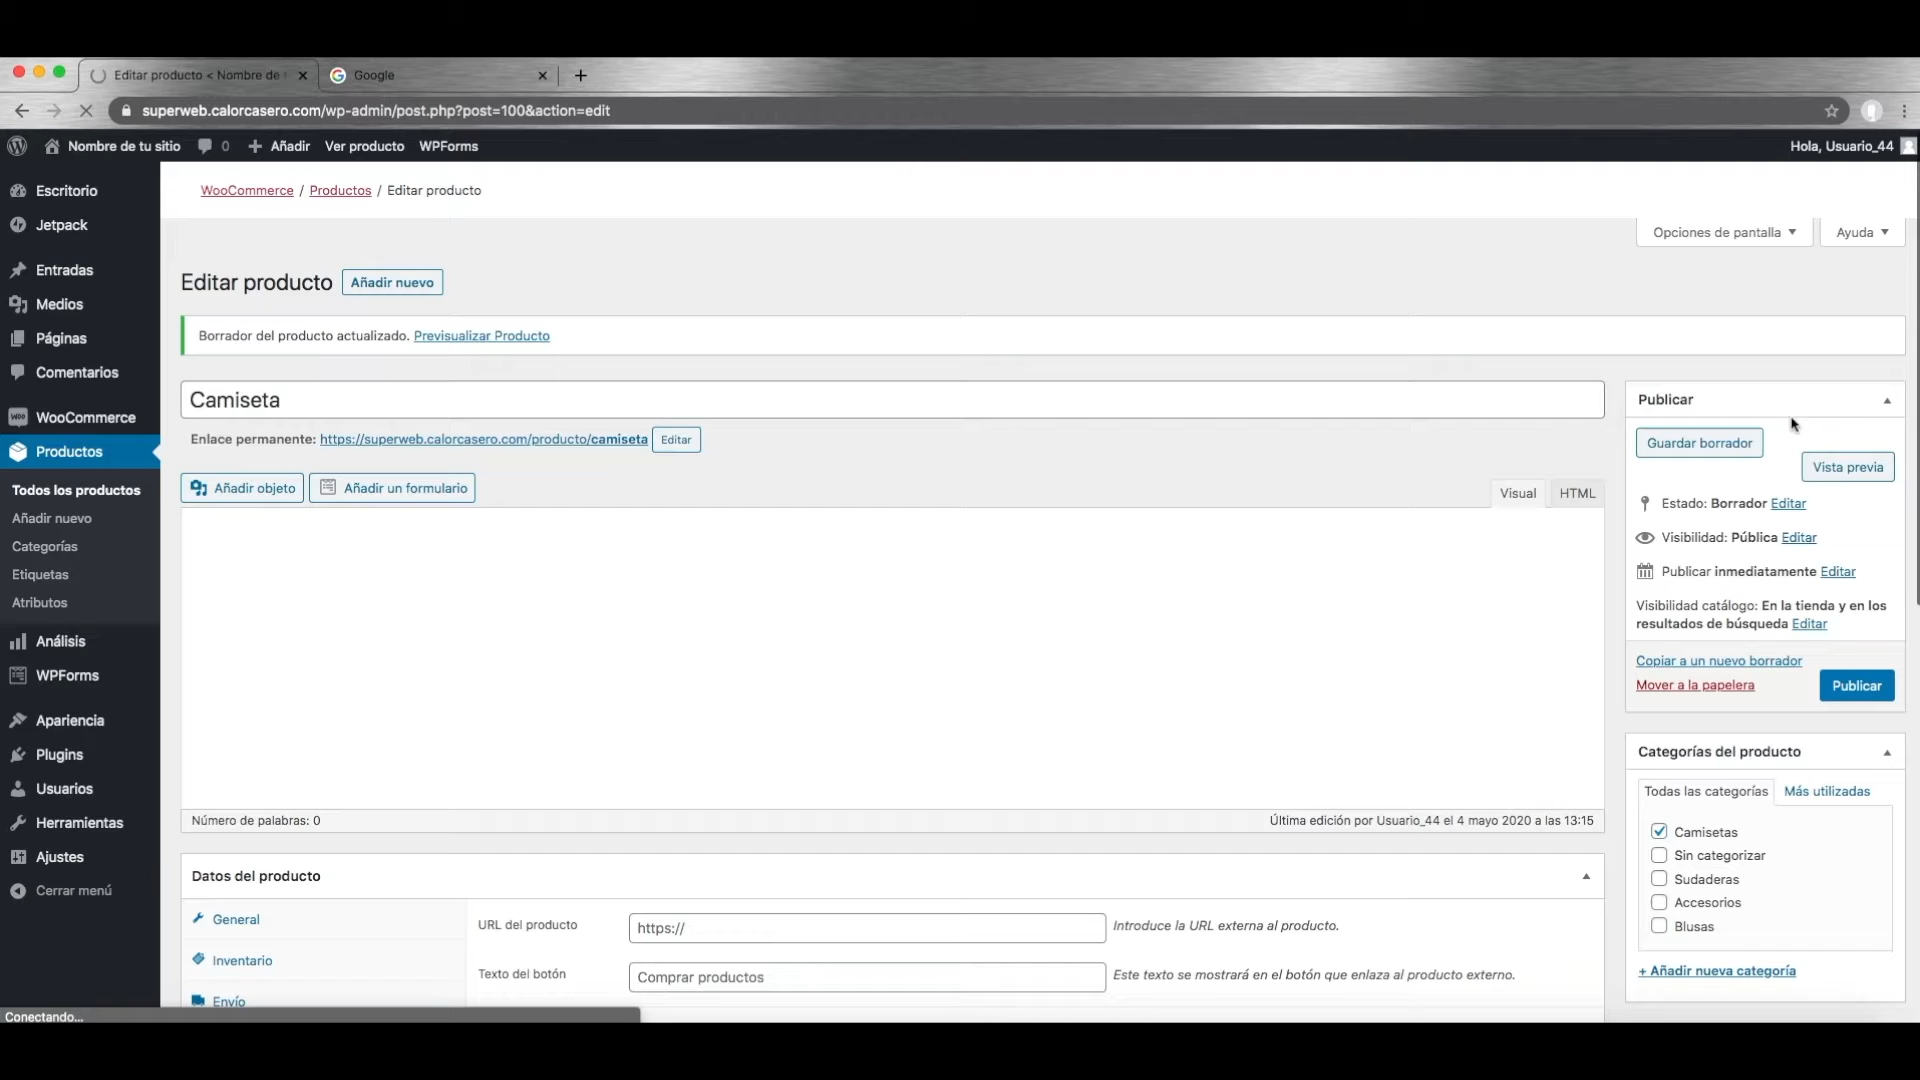 Editar producto < Nombre de
Google
superweb.calorcasero.com/wp-admin/post.php?post=100&action=edit
Nombre de tu sitio
0
Añadir
Ver producto
WPForms
Hola, Usuario_44
Escritorio
Jetpack
Entradas
Medios
Páginas
Comentarios
WooCommerce
Productos
Todos los productos
Añadir nuevo
Categorías
Etiquetas
Atributos
Análisis
WPForms
Apariencia
Plugins
Usuarios
Herramientas
Ajustes
Cerrar menú
Conectando...
WooCommerce / Productos / Editar producto
Opciones de pantalla
Ayuda
Editar producto
Añadir nuevo
Borrador del producto actualizado. Previsualizar Producto
Camiseta
Enlace permanente: https://superweb.calorcasero.com/producto/camiseta Editar
Añadir objeto
Añadir un formulario
Visual
HTML
Número de palabras: 0
Última edición por Usuario_44 el 4 mayo 2020 a las 13:15
Datos del producto
General
Inventario
Envío
URL del producto
https://
Introduce la URL externa al producto.
Texto del botón
Comprar productos
Este texto se mostrará en el botón que enlaza al producto externo.
Publicar
Guardar borrador
Vista previa
Estado: Borrador Editar
Visibilidad: Pública Editar
Publicar inmediatamente Editar
Visibilidad catálogo: En la tienda y en los
resultados de búsqueda Editar
Copiar a un nuevo borrador
Mover a la papelera
Publicar
Categorías del producto
Todas las categorías
Más utilizadas
Camisetas
Sin categorizar
Sudaderas
Accesorios
Blusas
+ Añadir nueva categoría